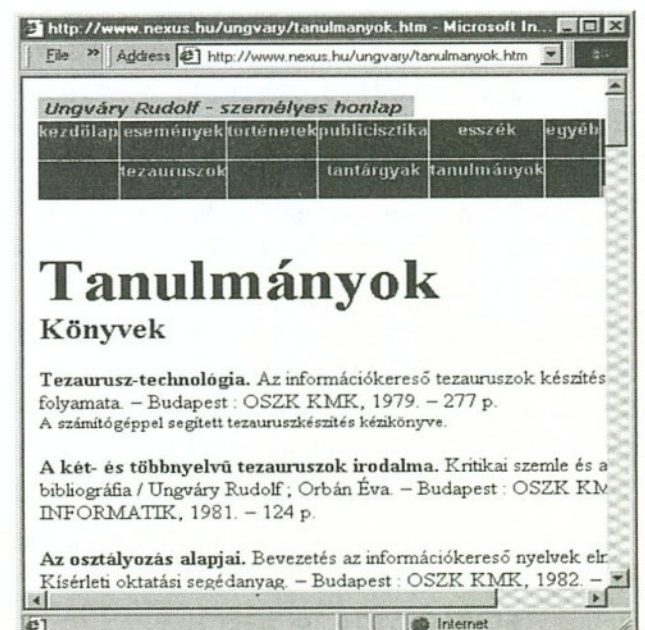 http://www.nexus.hu/ungvary/tanulmanyok.htm - Microsoft In...
File » Address http://www.nexus.hu/ungvary/tanulmanyok.htm
Ungváry Rudolf - személyes honlap
kezdőlap események történetek publicisztika esszék egyéb
tezauruszok tantárgyak tanulmányok
Tanulmányok
Könyvek
Tezaurusz-technológia. Az információkereső tezauruszok készítés
folyamata. – Budapest : OSZK KMK, 1979. – 277 p.
A számítógéppel segített tezauruszkészítés kézikönyve.
A két- és többnyelvű tezauruszok irodalma. Kritikai szemle és a
bibliográfia / Ungváry Rudolf ; Orbán Éva. – Budapest : OSZK KM
INFORMATIK, 1981. – 124 p.
Az osztályozás alapjai. Bevezetés az információkereső nyelvek elm
Kísérleti oktatási segédanyag. – Budapest : OSZK KMK, 1982. –
Internet